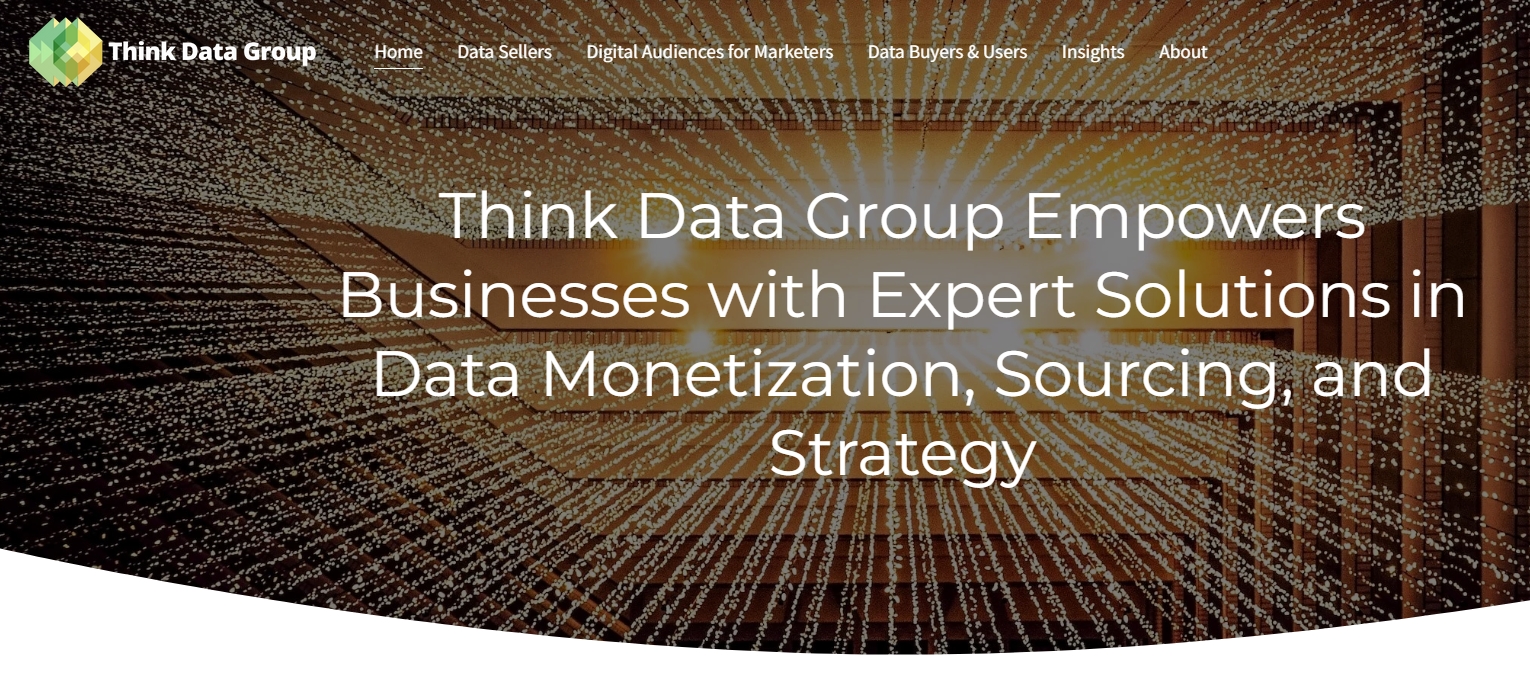 Think Data Group
Home
Data Sellers
Digital Audiences for Marketers
Data Buyers & Users
Insights
About
Think Data Group Empowers
Businesses with Expert Solutions in
Data Monetization, Sourcing, and
Strategy